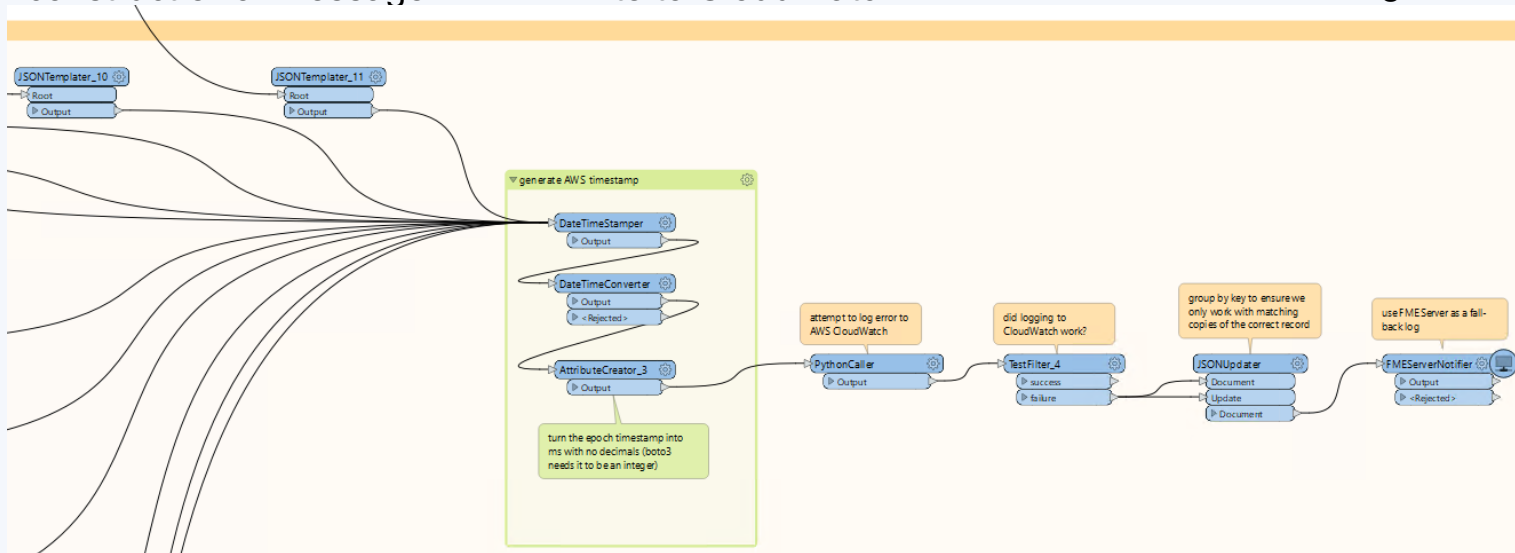 JSONTemplater_10
Root
Output
JSONTemplater_11
Root
Output
generate AWS timestamp
DateTimeStamper
Output
DateTimeConverter
Output
<Rejected>
AttributeCreator_3
Output
turn the epoch timestamp into
ms with no decimals (boto3
needs it to be an integer)
attempt to log error to
AWS CloudWatch
PythonCaller
Output
did logging to
CloudWatch work?
TestFilter_4
success
failure
group by key to ensure we
only work with matching
copies of the correct record
JSONUpdater
Document
Update
Document
use FMEServer as a fall-
back log
FMEServerNotifier
Output
<Rejected>